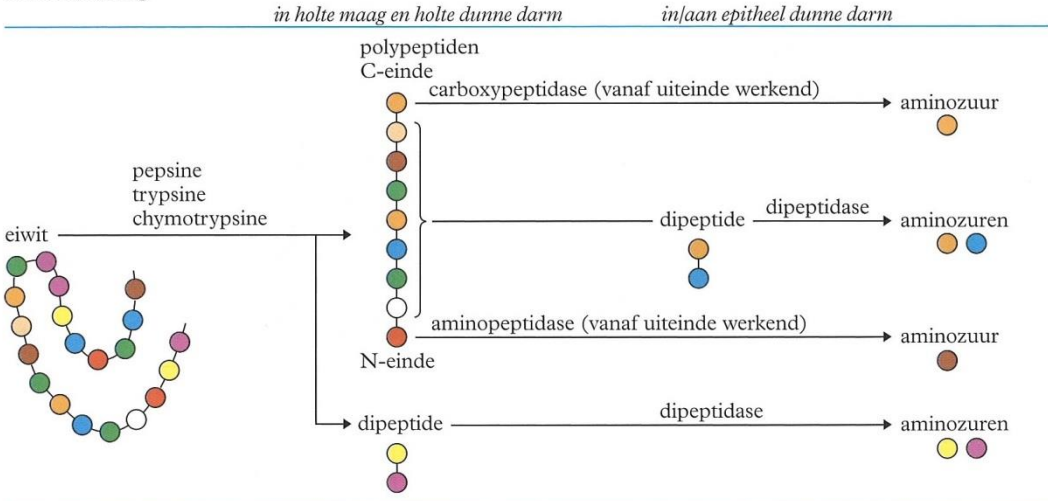 in holte maag en holte dunne darm
in/aan epitheel dunne darm
polypeptiden
C-einde
carboxypeptidase (vanaf uiteinde werkend)
aminozuur
pepsine
trypsine
chymotrypsine
eiwit
dipeptide
dipeptidase
aminozuren
aminopeptidase (vanaf uiteinde werkend)
aminozuur
N-einde
dipeptide
dipeptidase
aminozuren